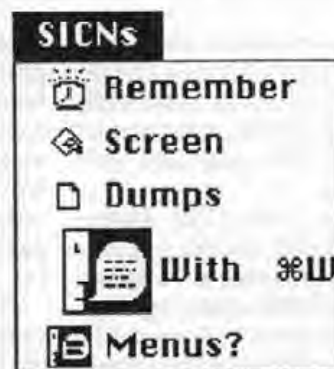 SICNs
Remember
Screen
Dumps
With ⌘W
Menus?